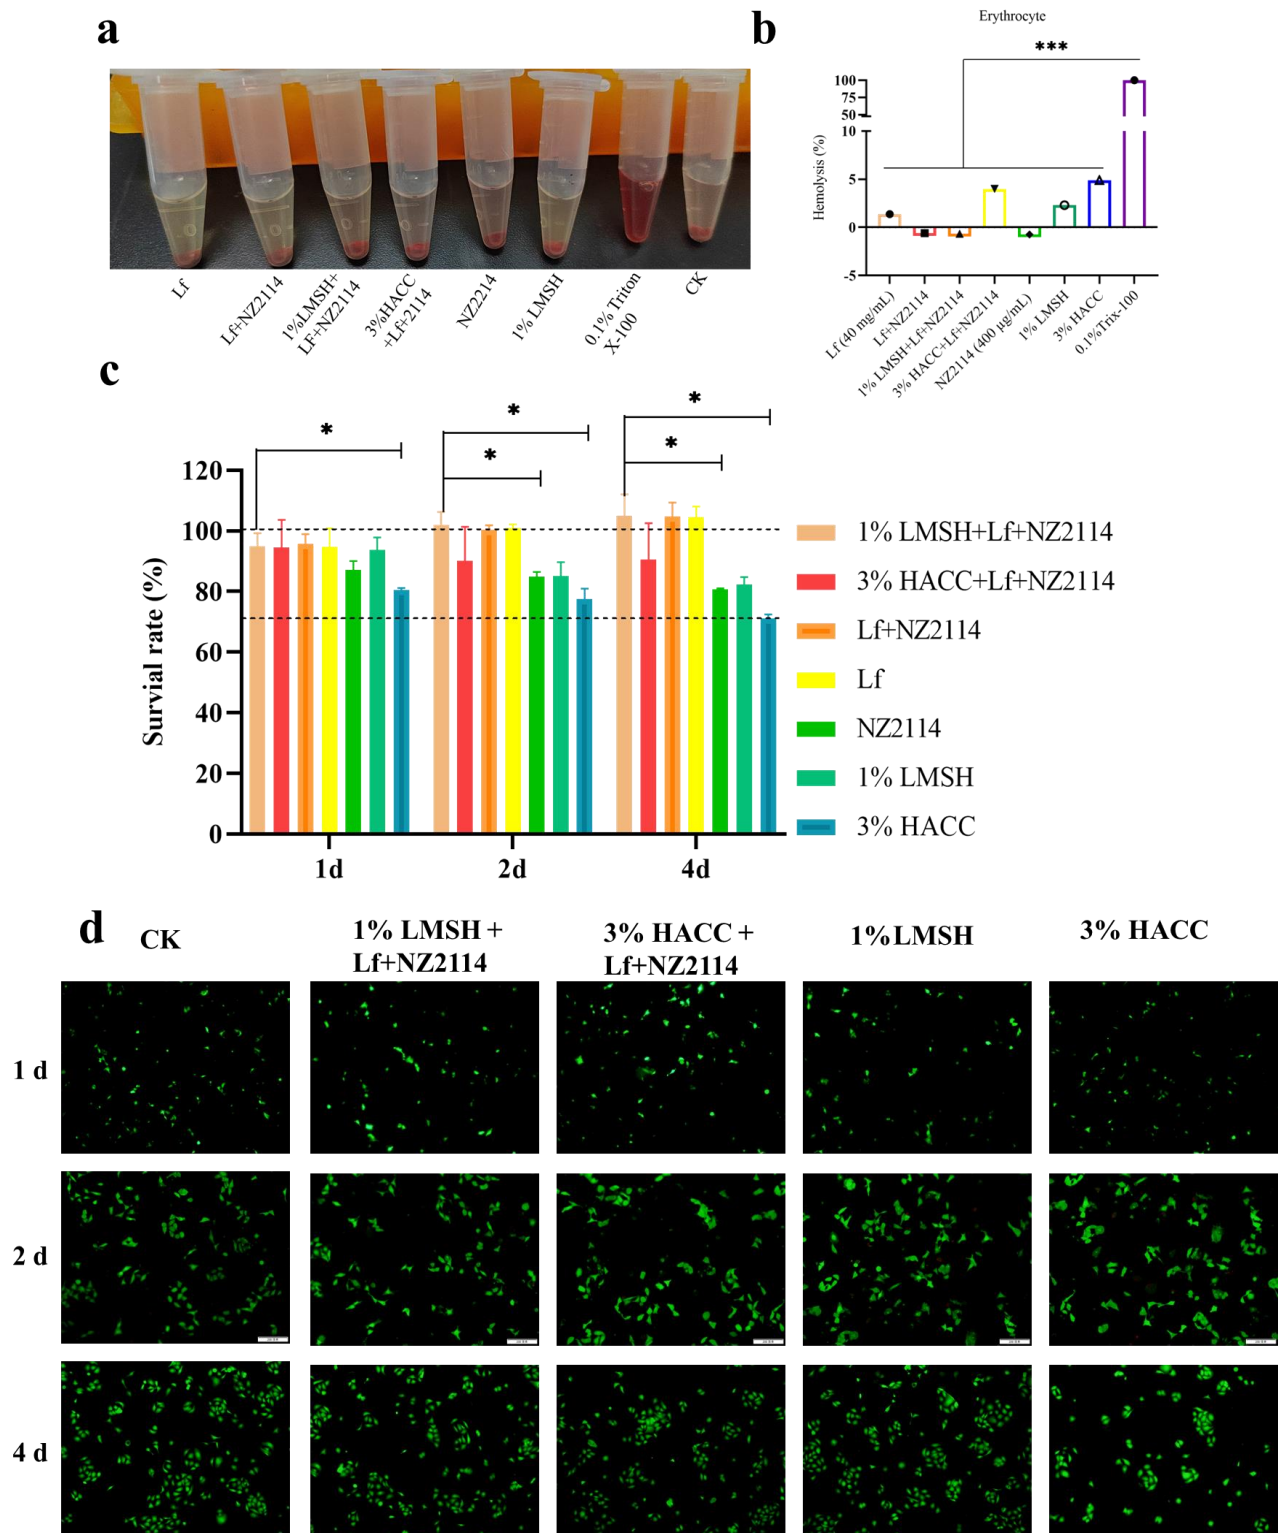 a
Lf
Lf+NZ2114
1%LMSH+
LF+NZ2114
3%HACC
+Lf+2114
NZ2214
1% LMSH
0.1% Triton
X-100
CK
b
Erythrocyte
***
Hemolysis (%)
100
75
50
10
5
0
-5
Lf (40 mg/mL)
Lf+NZ2114
1% LMSH+Lf+NZ2114
3% HACC+Lf+NZ2114
NZ2114 (400 μg/mL)
1% LMSH
3% HACC
0.1%Trix-100
c
*
*
*
*
*
Survial rate (%)
120
100
80
60
40
20
0
1d
2d
4d
1% LMSH+Lf+NZ2114
3% HACC+Lf+NZ2114
Lf+NZ2114
Lf
NZ2114
1% LMSH
3% HACC
d
CK
1% LMSH +
Lf+NZ2114
3% HACC +
Lf+NZ2114
1%LMSH
3% HACC
1 d
2 d
4 d